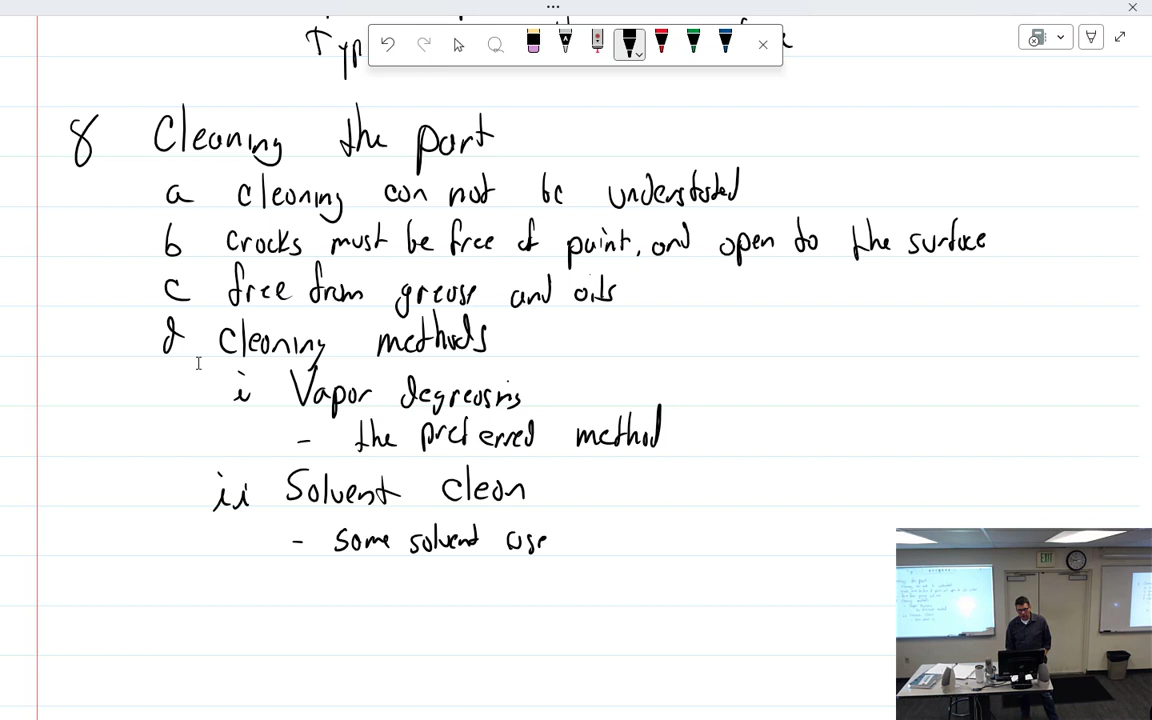 Typ
8 Cleaning the part
a cleaning can not be understated
b cracks must be free of paint, and open to the surface
c free from grease and oils
d cleaning methods
i Vapor degreasing
- the preferred method
ii Solvent clean
- some solvent use
EXIT